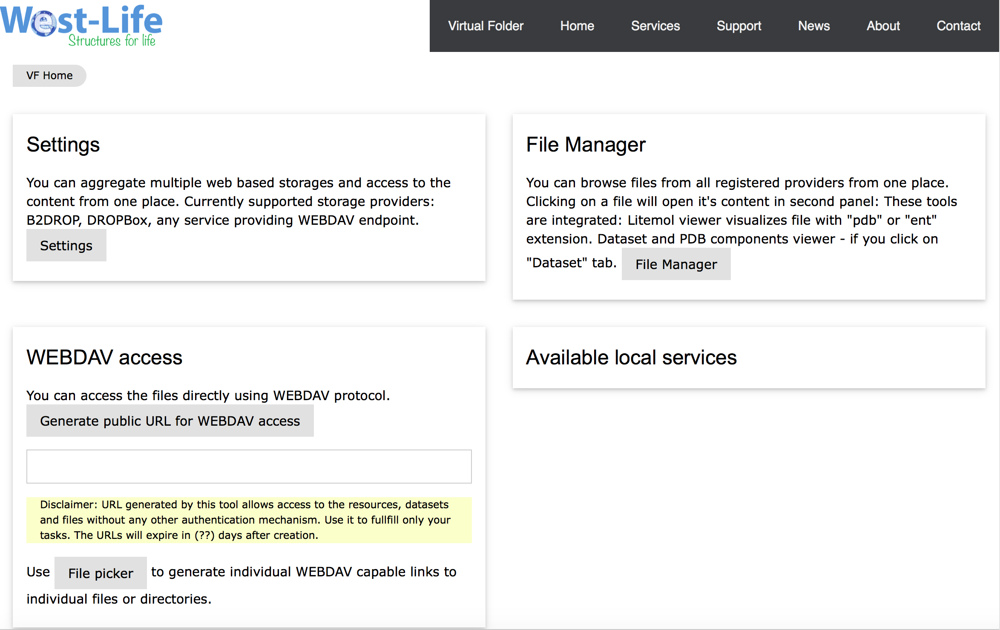 West-Life
Structures for life
Virtual Folder Home Services Support News About Contact
VF Home
Settings
You can aggregate multiple web based storages and access to the
content from one place. Currently supported storage providers:
B2DROP, DROPBox, any service providing WEBDAV endpoint.
Settings
File Manager
You can browse files from all registered providers from one place.
Clicking on a file will open it's content in second panel: These tools
are integrated: Litemol viewer visualizes file with "pdb" or "ent"
extension. Dataset and PDB components viewer - if you click on
"Dataset" tab. File Manager
WEBDAV access
You can access the files directly using WEBDAV protocol.
Generate public URL for WEBDAV access
Disclaimer: URL generated by this tool allows access to the resources, datasets
and files without any other authentication mechanism. Use it to fullfill only your
tasks. The URLs will expire in (??) days after creation.
Use File picker to generate individual WEBDAV capable links to
individual files or directories.
Available local services